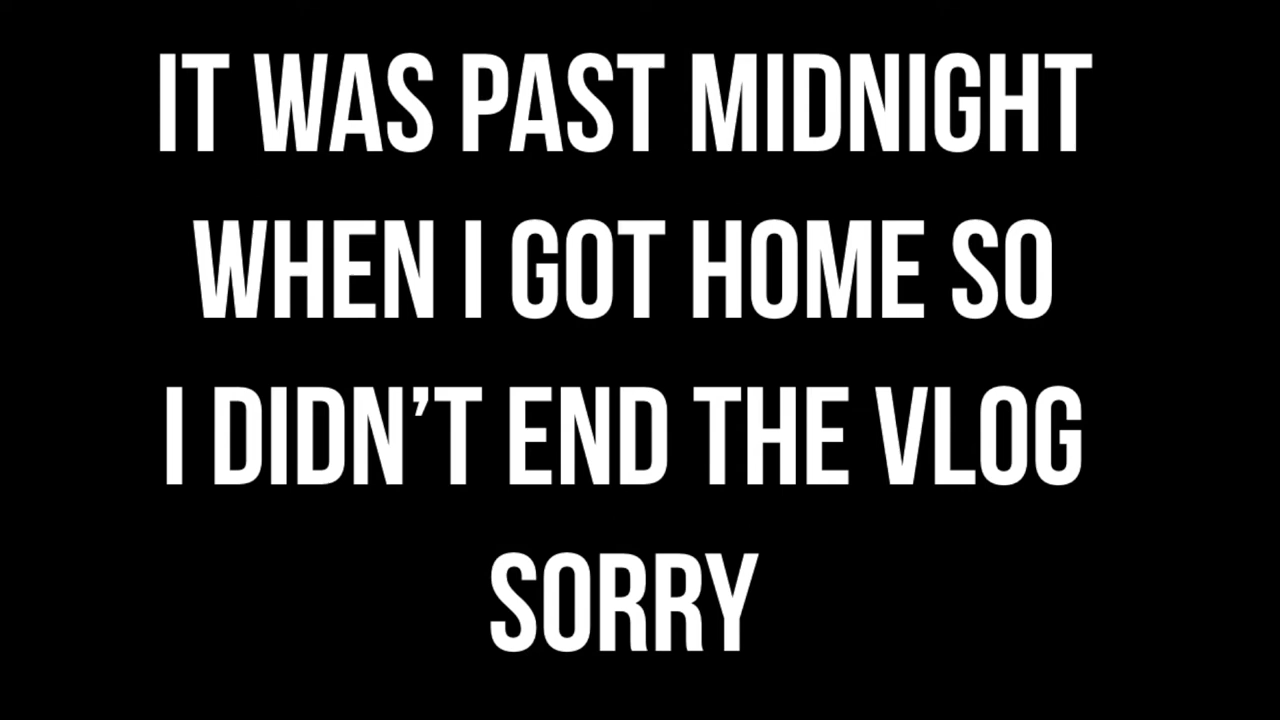 IT WAS PAST MIDNIGHT
WHEN I GOT HOME SO
I DIDN’T END THE VLOG
SORRY